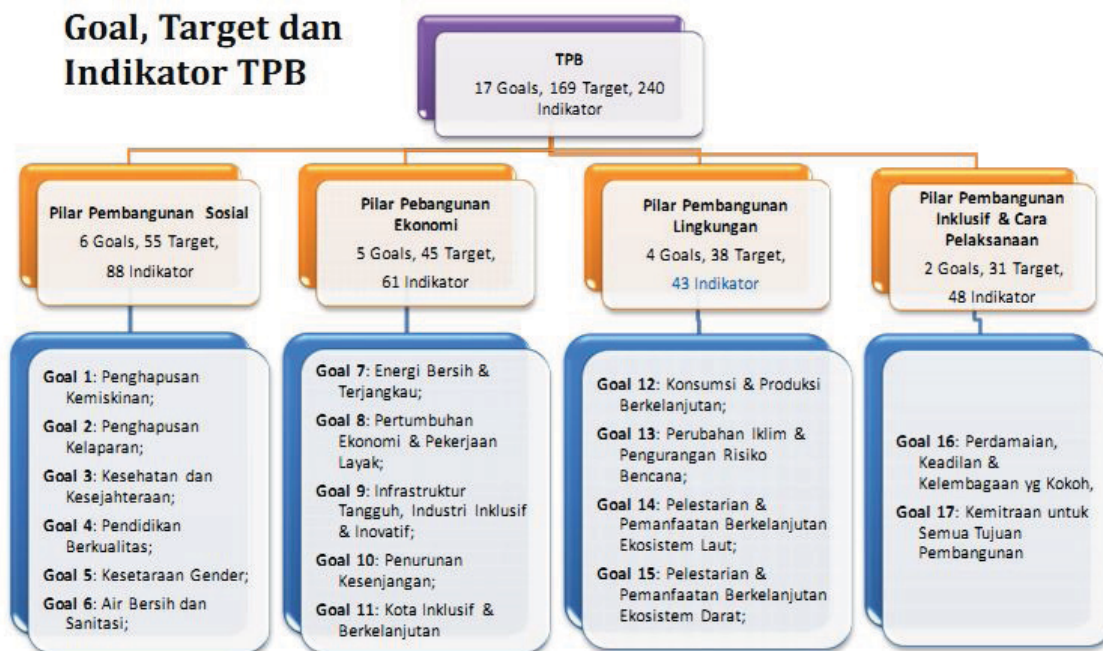 Goal, Target dan
Indikator TPB
TPB
17 Goals, 169 Target, 240
Indikator
Pilar Pembangunan Sosial
6 Goals, 55 Target,
88 Indikator
Pilar Pebangunan
Ekonomi
5 Goals, 45 Target,
61 Indikator
Pilar Pembangunan
Lingkungan
4 Goals, 38 Target,
43 Indikator
Pilar Pembangunan
Inklusif & Cara
Pelaksanaan
2 Goals, 31 Target,
48 Indikator
Goal 1: Penghapusan
Kemiskinan;
Goal 2: Penghapusan
Kelaparan;
Goal 3: Kesehatan dan
Kesejahteraan;
Goal 4: Pendidikan
Berkualitas;
Goal 5: Kesetaraan Gender;
Goal 6: Air Bersih dan
Sanitasi;
Goal 7: Energi Bersih &
Terjangkau;
Goal 8: Pertumbuhan
Ekonomi & Pekerjaan
Layak;
Goal 9: Infrastruktur
Tangguh, Industri Inklusif
& Inovatif;
Goal 10: Penurunan
Kesenjangan;
Goal 11: Kota Inklusif &
Berkelanjutan
Goal 12: Konsumsi & Produksi
Berkelanjutan;
Goal 13: Perubahan Iklim &
Pengurangan Risiko
Bencana;
Goal 14: Pelestarian &
Pemanfaatan Berkelanjutan
Ekosistem Laut;
Goal 15: Pelestarian &
Pemanfaatan Berkelanjutan
Ekosistem Darat;
Goal 16: Perdamaian,
Keadilan &
Kelembagaan yg Kokoh,
Goal 17: Kemitraan untuk
Semua Tujuan
Pembangunan